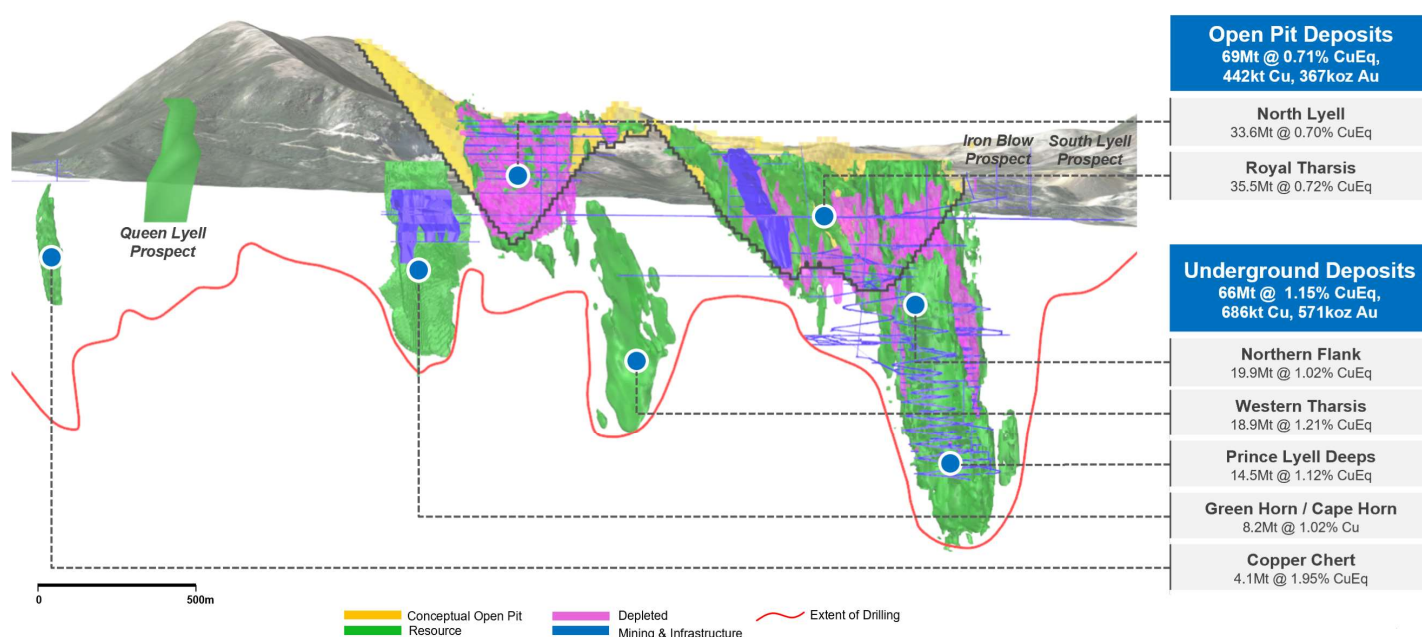 Open Pit Deposits
69Mt @ 0.71% CuEq,
442kt Cu, 367koz Au
North Lyell
33.6Mt @ 0.70% CuEq
Royal Tharsis
35.5Mt @ 0.72% CuEq
Iron Blow
Prospect
South Lyell
Prospect
Queen Lyell
Prospect
Underground Deposits
66Mt @ 1.15% CuEq,
686kt Cu, 571koz Au
Northern Flank
19.9Mt @ 1.02% CuEq
Western Tharsis
18.9Mt @ 1.21% CuEq
Prince Lyell Deeps
14.5Mt @ 1.12% CuEq
Green Horn / Cape Horn
8.2Mt @ 1.02% Cu
Copper Chert
4.1Mt @ 1.95% CuEq
0
500m
Conceptual Open Pit
Resource
Depleted
Mining & Infrastructure
Extent of Drilling